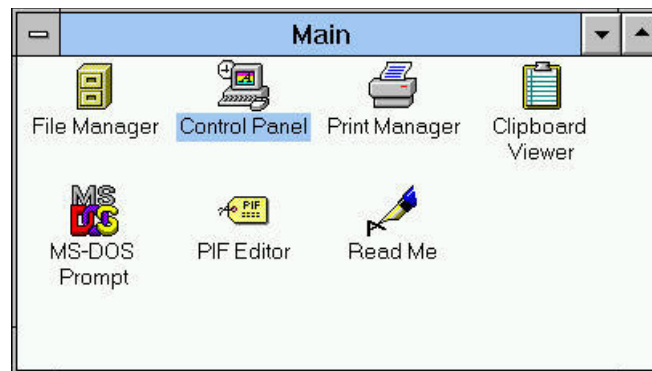 Main
File Manager
Control Panel
Print Manager
Clipboard
Viewer
MS
DOS
PIF
MS-DOS
Prompt
PIF Editor
Read Me